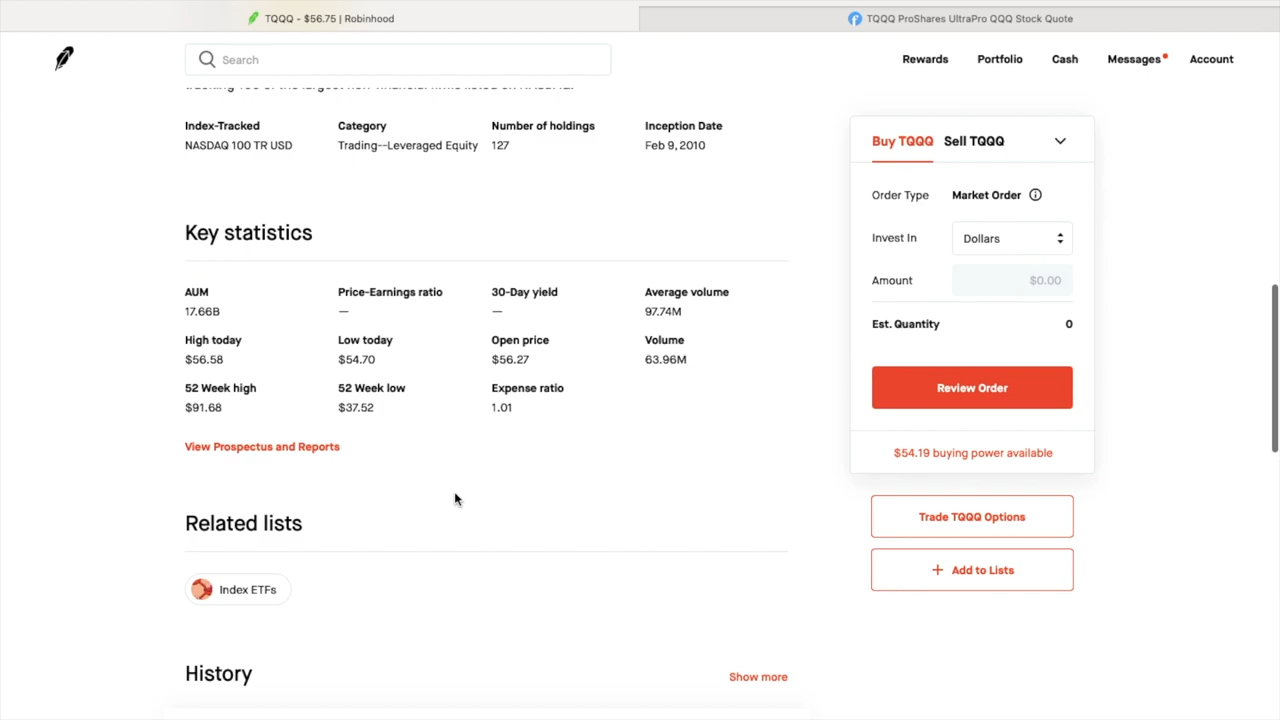 TQQQ - $56.75 | Robinhood
TQQQ ProShares UltraPro QQQ Stock Quote
Search
Rewards
Portfolio
Cash
Messages
Account
Index-Tracked
NASDAQ 100 TR USD
Category
Trading--Leveraged Equity
Number of holdings
127
Inception Date
Feb 9, 2010
Key statistics
AUM
17.66B
Price-Earnings ratio
—
30-Day yield
—
Average volume
97.74M
High today
$56.58
Low today
$54.70
Open price
$56.27
Volume
63.96M
52 Week high
$91.68
52 Week low
$37.52
Expense ratio
1.01
View Prospectus and Reports
Related lists
Index ETFs
History
Show more
Buy TQQQ
Sell TQQQ
Order Type
Market Order
Invest In
Dollars
Amount
$0.00
Est. Quantity
0
Review Order
$54.19 buying power available
Trade TQQQ Options
+ Add to Lists